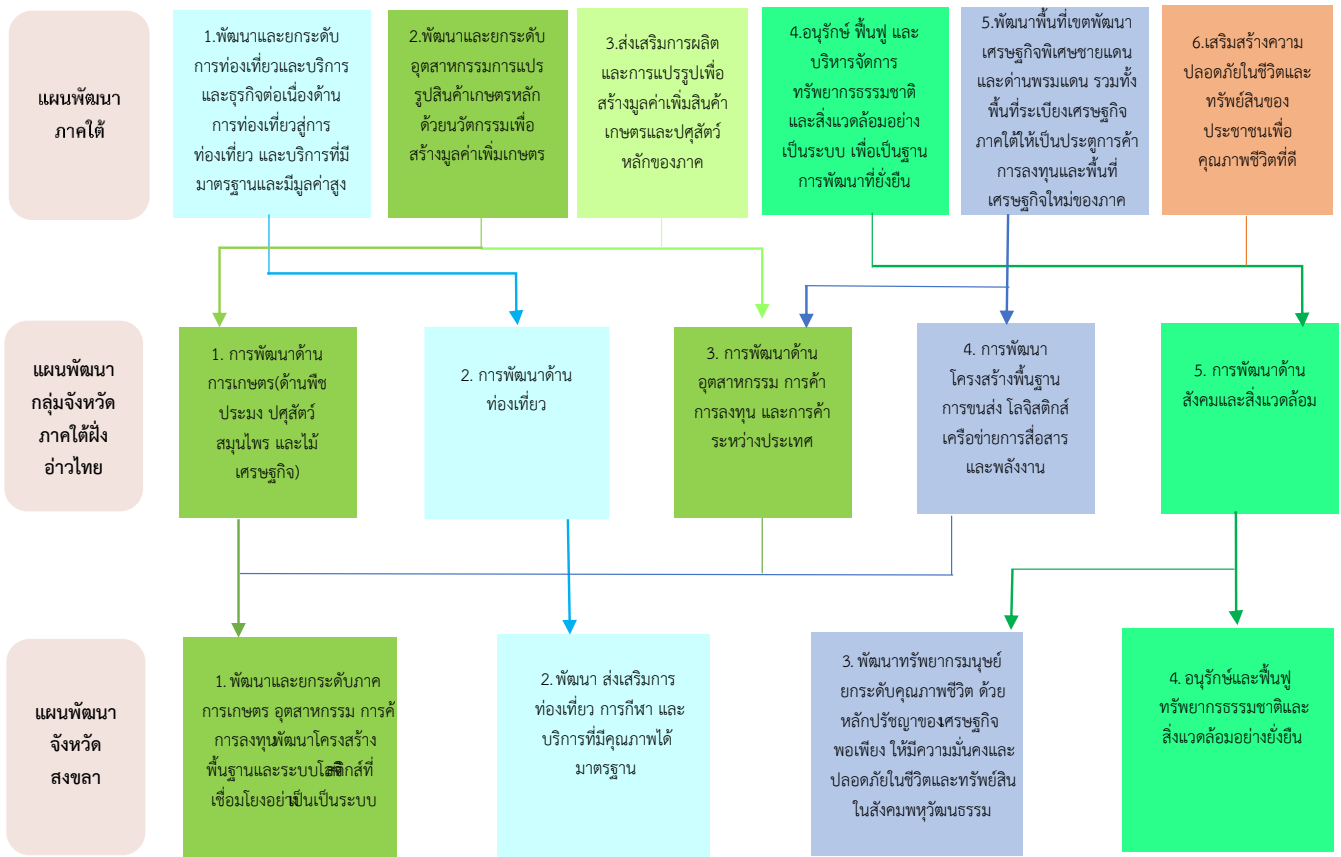 แผนพัฒนา
ภาคใต้
1.พัฒนาและยกระดับ
การท่องเที่ยวและบริการ
และธุรกิจต่อเนื่องด้าน
การท่องเที่ยวสู่การ
ท่องเที่ยว และบริการที่มี
มาตรฐานและมีมูลค่าสูง
2.พัฒนาและยกระดับ
อุตสาหกรรมการแปร
รูปสินค้าเกษตรหลัก
ด้วยนวัตกรรมเพื่อ
สร้างมูลค่าเพิ่มเกษตร
3.ส่งเสริมการผลิต
และการแปรรูปเพื่อ
สร้างมูลค่าเพิ่มสินค้า
เกษตรและปศุสัตว์
หลักของภาค
4.อนุรักษ์ ฟื้นฟู และ
บริหารจัดการ
ทรัพยากรธรรมชาติ
และสิ่งแวดล้อมอย่าง
เป็นระบบ เพื่อเป็นฐาน
การพัฒนาที่ยั่งยืน
5.พัฒนาพื้นที่เขตพัฒนา
เศรษฐกิจพิเศษชายแดน
และด่านพรมแดน รวมทั้ง
พื้นที่ระเบียงเศรษฐกิจ
ภาคใต้ให้เป็นประตูการค้า
การลงทุนและพื้นที่
เศรษฐกิจใหม่ของภาค
6.เสริมสร้างความ
ปลอดภัยในชีวิตและ
ทรัพย์สินของ
ประชาชนเพื่อ
คุณภาพชีวิตที่ดี
แผนพัฒนา
กลุ่มจังหวัด
ภาคใต้ฝั่ง
อ่าวไทย
1. การพัฒนาด้าน
การเกษตร(ด้านพืช
ประมง ปศุสัตว์
สมุนไพร และไม้
เศรษฐกิจ)
2. การพัฒนาด้าน
ท่องเที่ยว
3. การพัฒนาด้าน
อุตสาหกรรม การค้า
การลงทุน และการค้า
ระหว่างประเทศ
4. การพัฒนา
โครงสร้างพื้นฐาน
การขนส่ง โลจิสติกส์
เครือข่ายการสื่อสาร
และพลังงาน
5. การพัฒนาด้าน
สังคมและสิ่งแวดล้อม
แผนพัฒนา
จังหวัด
สงขลา
1. พัฒนาและยกระดับภาค
การเกษตร อุตสาหกรรม การค้
การลงทุนพัฒนาโครงสร้าง
พื้นฐานและระบบโลจิสติกส์ที่
เชื่อมโยงอย่างเป็นเป็นระบบ
2. พัฒนา ส่งเสริมการ
ท่องเที่ยว การกีฬา และ
บริการที่มีคุณภาพได้
มาตรฐาน
3. พัฒนาทรัพยากรมนุษย์
ยกระดับคุณภาพชีวิต ด้วย
หลักปรัชญาของเศรษฐกิจ
พอเพียง ให้มีความมั่นคงและ
ปลอดภัยในชีวิตและทรัพย์สิน
ในสังคมพหุวัฒนธรรม
4. อนุรักษ์และฟื้นฟู
ทรัพยากรธรรมชาติและ
สิ่งแวดล้อมอย่างยั่งยืน